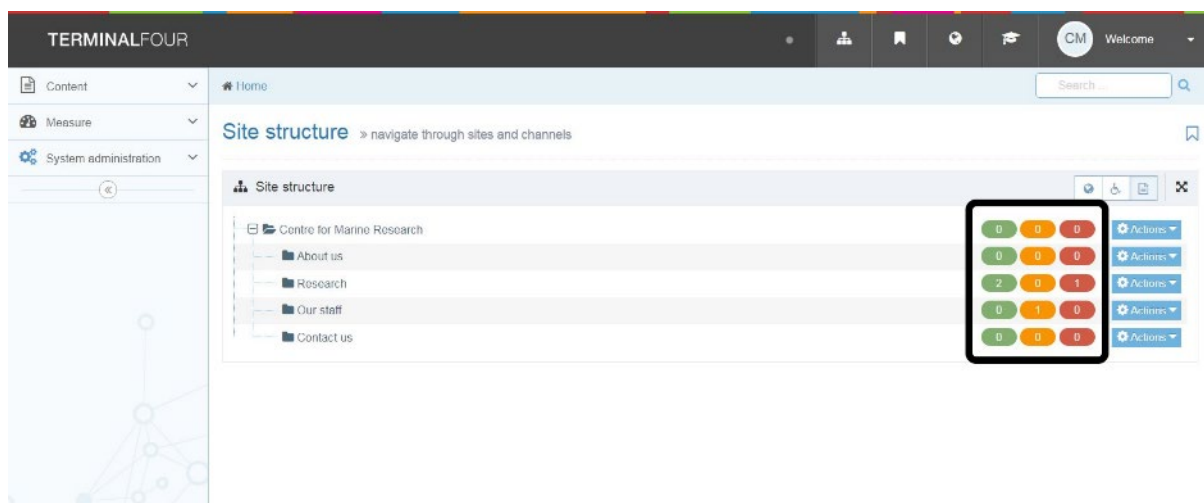 TERMINALFOUR
CM Welcome
Content
Measure
System administration
Home
Search ...
Site structure » navigate through sites and channels
Site structure
Centre for Marine Research 0 0 0 Actions
About us 0 0 0 Actions
Research 2 0 1 Actions
Our staff 0 1 0 Actions
Contact us 0 0 0 Actions